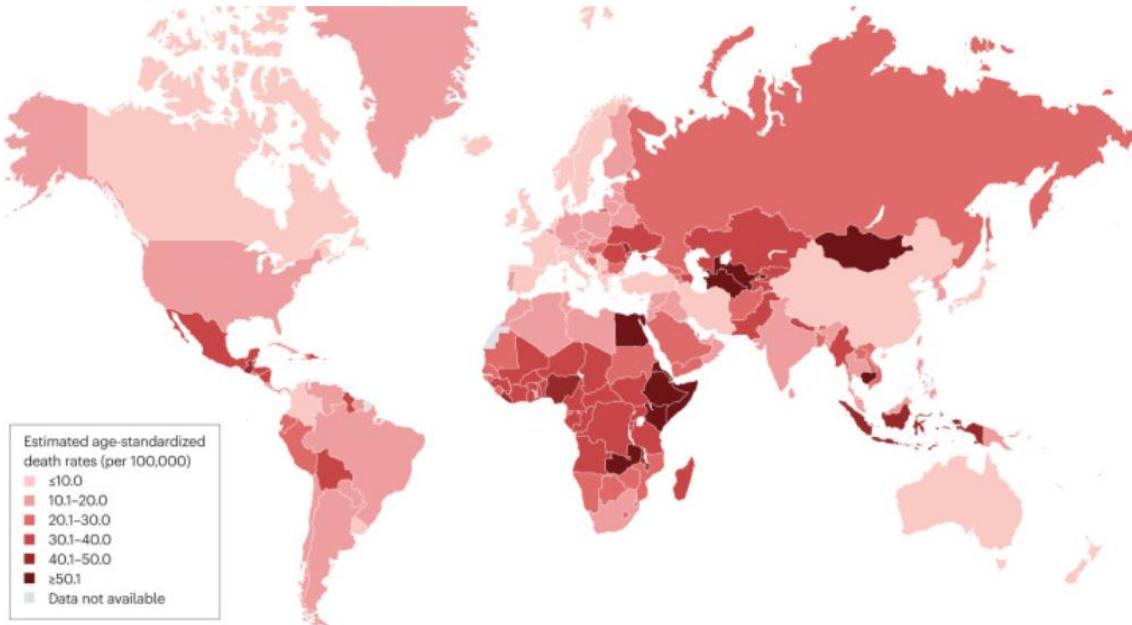 Estimated age-standardized
death rates (per 100,000)
≤10.0
10.1–20.0
20.1–30.0
30.1–40.0
40.1–50.0
≥50.1
Data not available